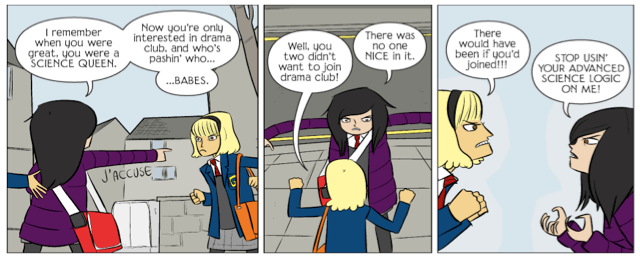 I remember
when you were
great. you were a
SCIENCE QUEEN.
Now you're only
interested in drama
club, and who's
pashin' who...
...BABES.
J'ACCUSE
Well, you
two didn't
want to join
drama club!
There was
no one
NICE in it.
There
would have
been if you'd
joined!!!
STOP USIN'
YOUR ADVANCED
SCIENCE LOGIC
ON ME!